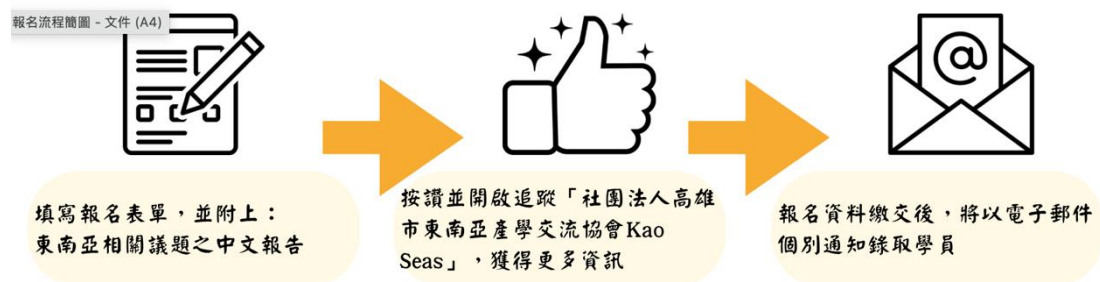 報名流程簡圖 - 文件 (A4)
@
填寫報名表單，並附上：
東南亞相關議題之中文報告
按讚並開啟追蹤「社團法人高雄
市東南亞產學交流協會Kao
Seas」，獲得更多資訊
報名資料繳交後，將以電子郵件
個別通知錄取學員